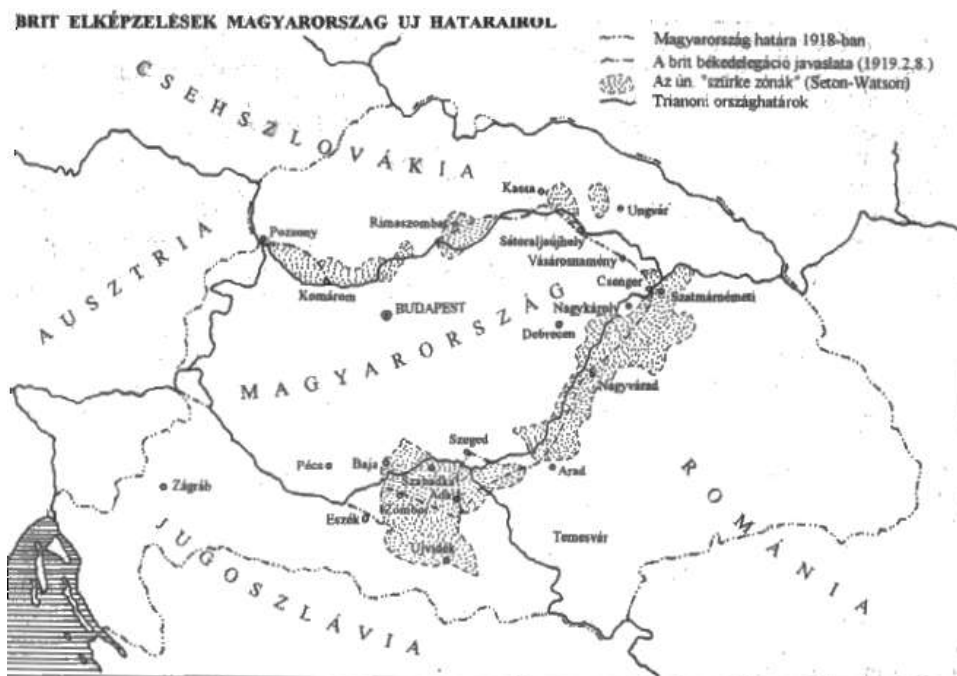 BRIT ELKÉPZELÉSEK MAGYARORSZÁG UJ HATÁRAIROL
Magyarország határa 1918-ban
A brit békedelegáció javaslata (1919.2.8.)
Az ún. "szürke zónák" (Seton-Watson)
Trianoni országhatárok
CSEHSZLOVÁKIA
AUSZTRIA
MAGYARORSZÁG
JUGOSZLÁVIA
ROMÁNIA
Kassa
Ungvár
Rimaszombat
Pozsony
Sátoraljaújhely
Vásárosnamény
Komárom
Csenger
Szatmárnémeti
BUDAPEST
Nagykároly
Debrecen
Nagyvárad
Szeged
Pécs
Baja
Arad
Szabadka
Zágráb
Zombor
Ada
Eszék
Temesvár
Ujvidék